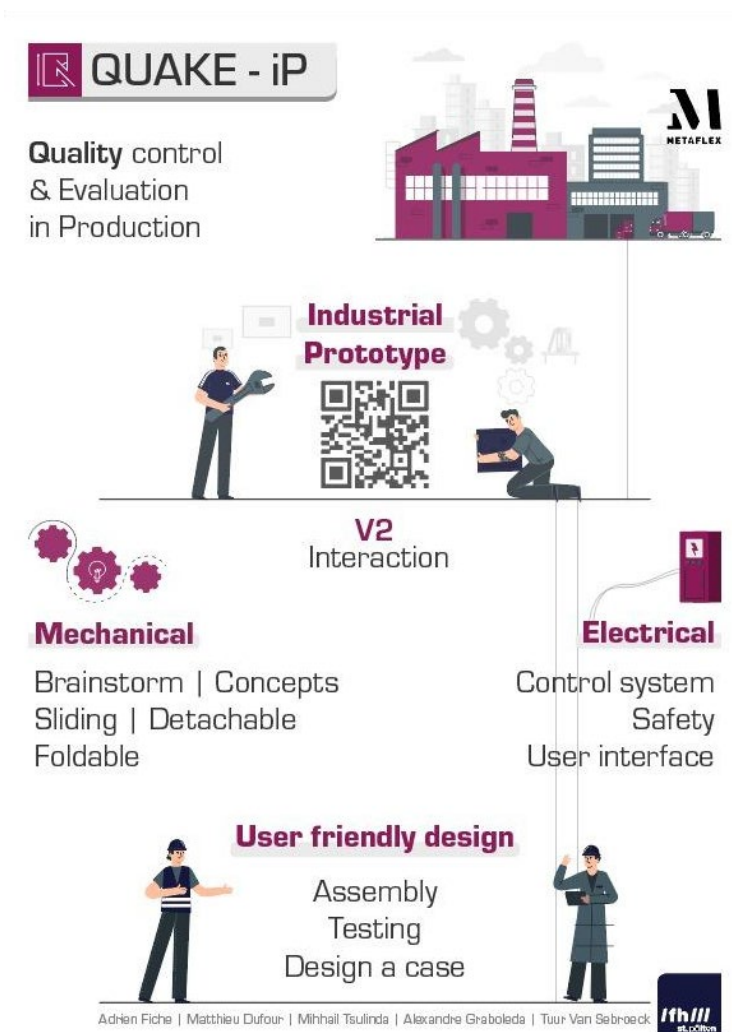 QUAKE - iP
METAFLEX
Quality control
& Evaluation
in Production
Industrial
Prototype
V2
Interaction
Mechanical
Brainstorm | Concepts
Sliding | Detachable
Foldable
Electrical
Control system
Safety
User interface
User friendly design
Assembly
Testing
Design a case
Adrien Fiche | Matthieu Dufour | Mihhail Tsulinda | Alexandre Graboleda | Tuur Van Sebroeck
/fh///
st.pölten